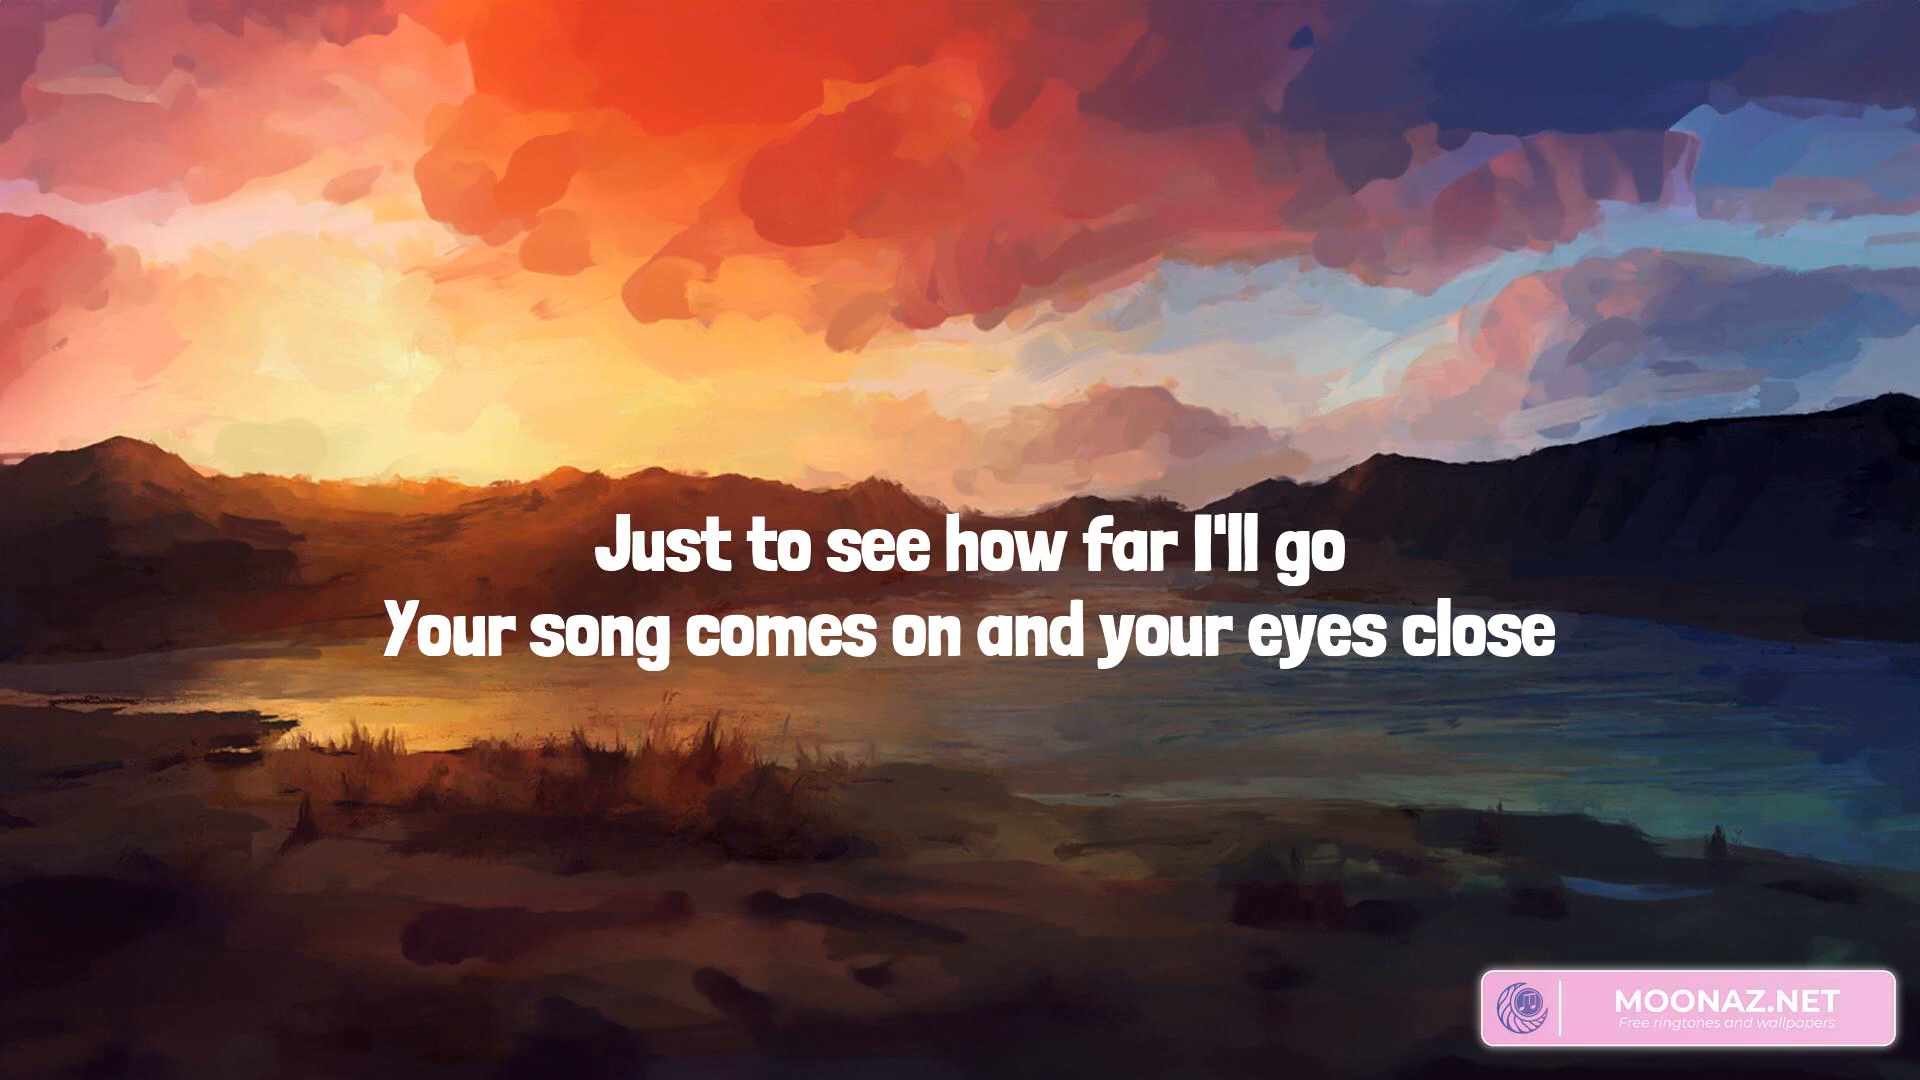 Just to see how far I'll go
Your song comes on and your eyes close
MOONAZ.NET
Free ringtones and wallpapers